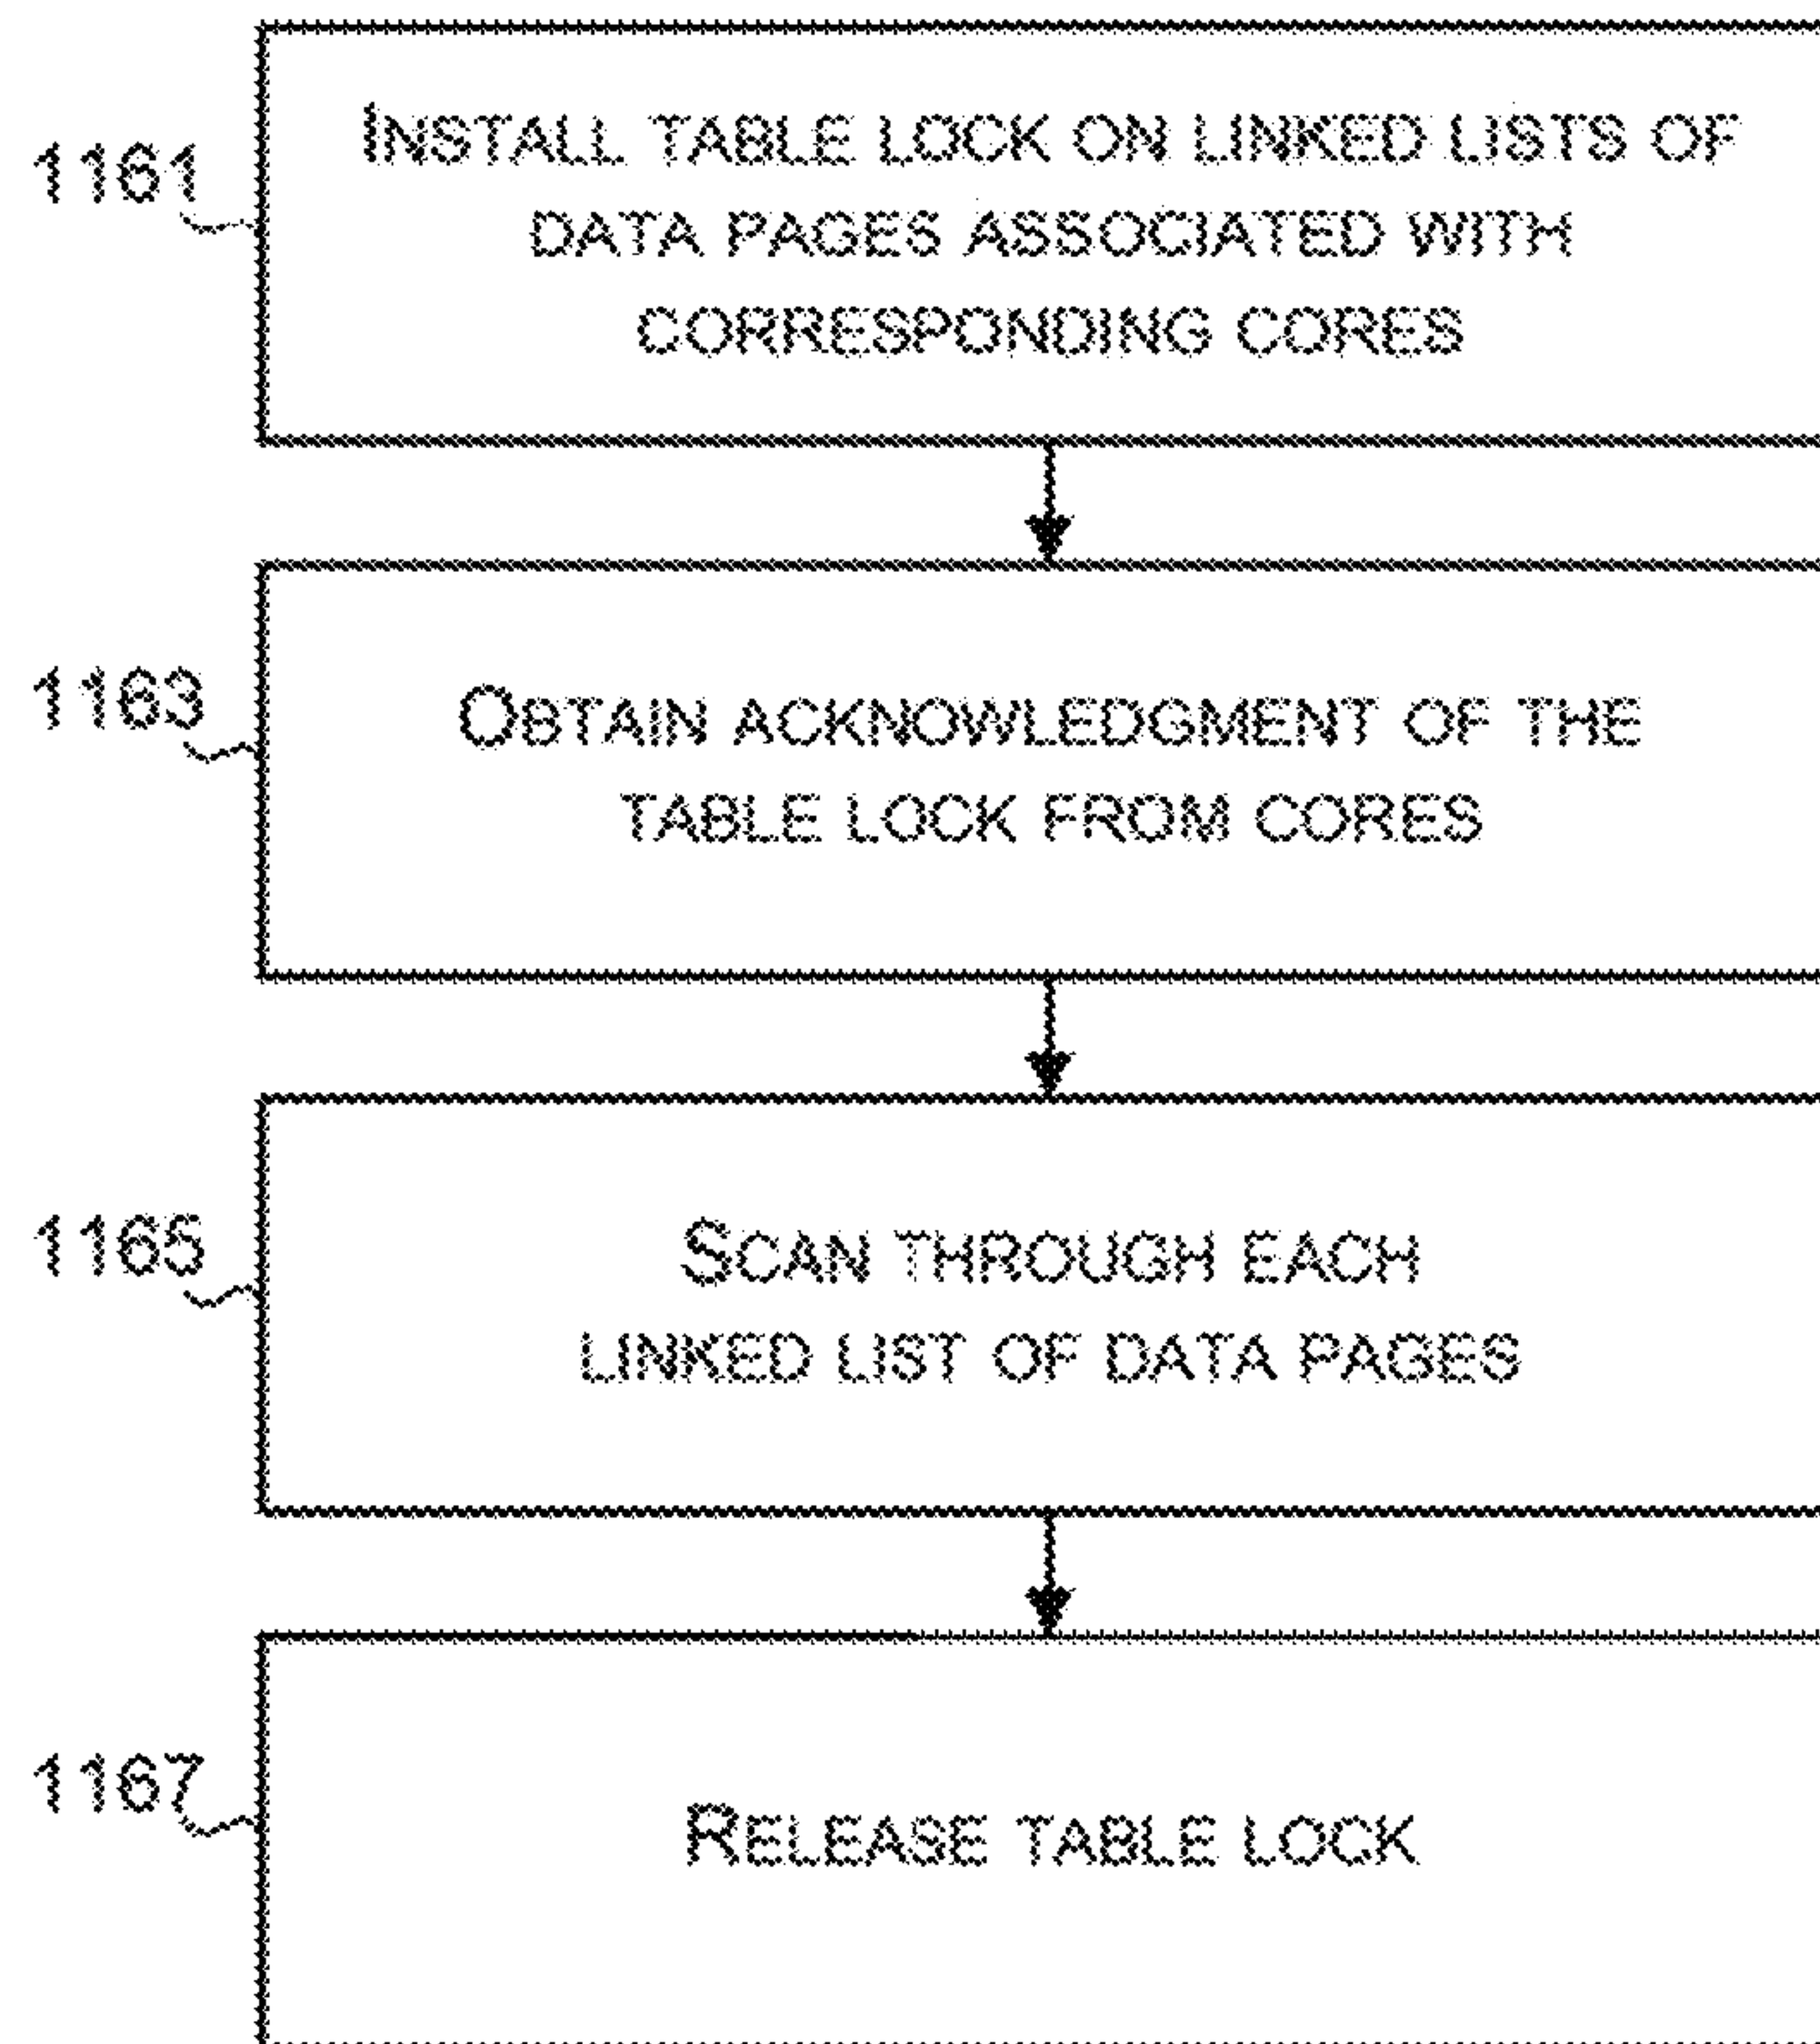 1161
INSTALL TABLE LOCK ON LINKED LISTS OF
DATA PAGES ASSOCIATED WITH
CORRESPONDING CORES
1163
OBTAIN ACKNOWLEDGMENT OF THE
TABLE LOCK FROM CORES
1165
SCAN THROUGH EACH
LINKED LIST OF DATA PAGES
1167
RELEASE TABLE LOCK